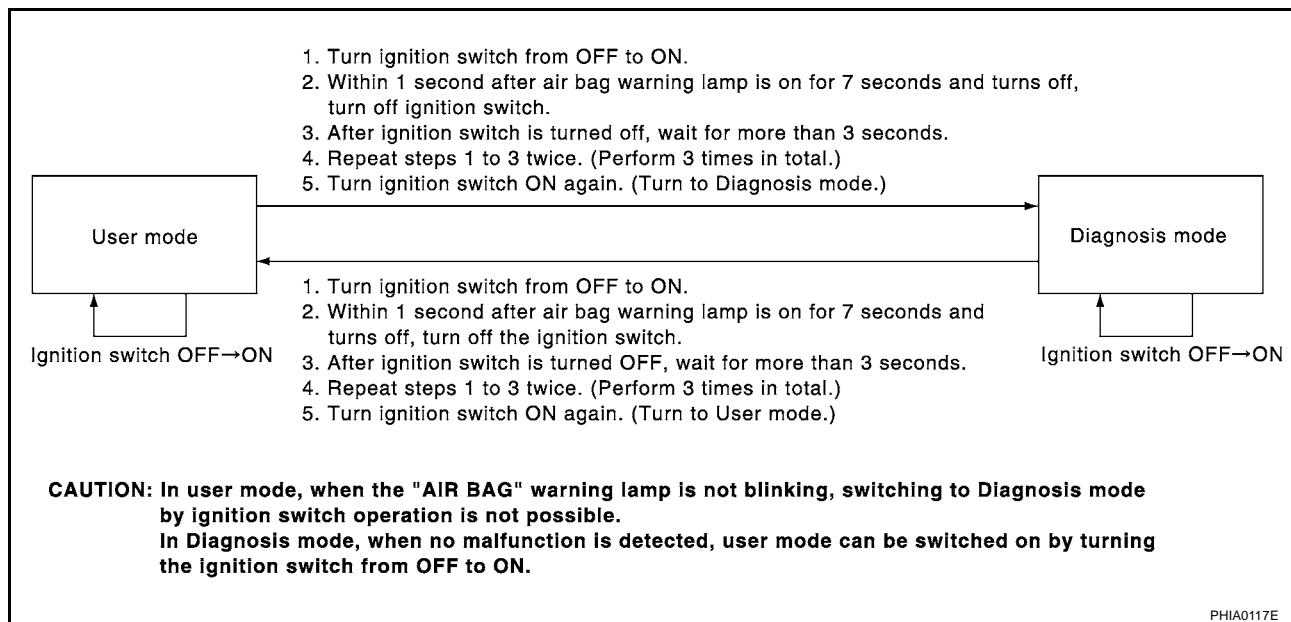 1. Turn ignition switch from OFF to ON.
2. Within 1 second after air bag warning lamp is on for 7 seconds and turns off,
turn off ignition switch.
3. After ignition switch is turned off, wait for more than 3 seconds.
4. Repeat steps 1 to 3 twice. (Perform 3 times in total.)
5. Turn ignition switch ON again. (Turn to Diagnosis mode.)
User mode
Diagnosis mode
1. Turn ignition switch from OFF to ON.
2. Within 1 second after air bag warning lamp is on for 7 seconds and
turns off, turn off the ignition switch.
3. After ignition switch is turned OFF, wait for more than 3 seconds.
4. Repeat steps 1 to 3 twice. (Perform 3 times in total.)
5. Turn ignition switch ON again. (Turn to User mode.)
Ignition switch OFF→ON
Ignition switch OFF→ON
CAUTION: In user mode, when the "AIR BAG" warning lamp is not blinking, switching to Diagnosis mode
by ignition switch operation is not possible.
In Diagnosis mode, when no malfunction is detected, user mode can be switched on by turning
the ignition switch from OFF to ON.
PHIA0117E